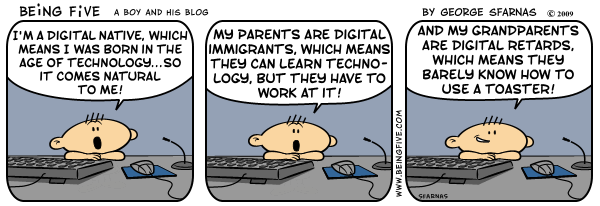 BEiNG FiVE A BOY AND HIS BLOG
BY GEORGE SFARNAS © 2009
I'M A DIGITAL NATIVE, WHICH
MEANS I WAS BORN IN THE
AGE OF TECHNOLOGY...SO
IT COMES NATURAL
TO ME!
MY PARENTS ARE DIGITAL
IMMIGRANTS, WHICH MEANS
THEY CAN LEARN TECHNO-
LOGY, BUT THEY HAVE TO
WORK AT IT!
WWW.BEINGFIVE.COM
AND MY GRANDPARENTS
ARE DIGITAL RETARDS,
WHICH MEANS THEY
BARELY KNOW HOW TO
USE A TOASTER!
SFARNAS